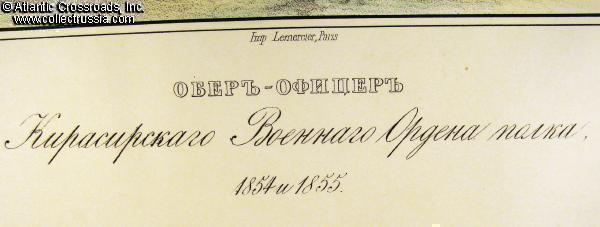 © Atlantic Crossroads, Inc.
www.collectrussia.com
Imp Lemercier, Paris
ОБЕРЪ-ОФИЦЕРЪ
Кирасирскаго Военнаго Ордена полка,
1854 и 1855.